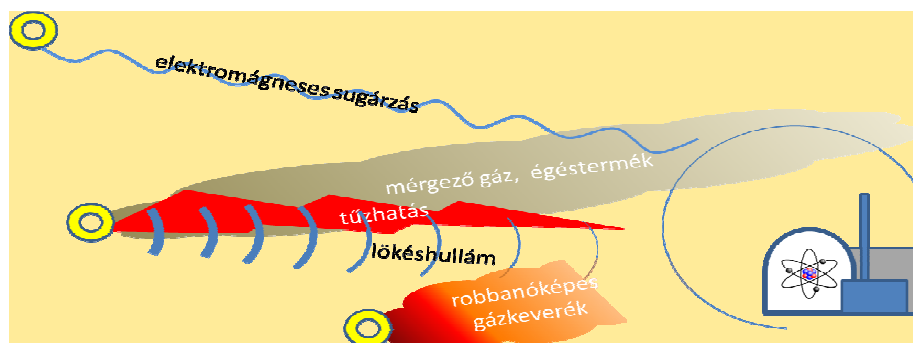 elektromágneses sugárzás
mérgező gáz, égéstermék
tűzhatás
lökéshullám
robbanóképes
gázkeverék